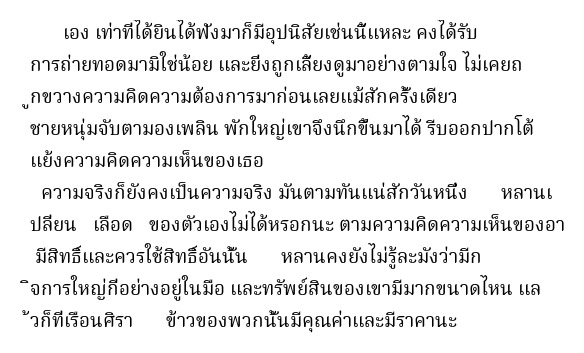 เอง เท่าที่ได้ยินได้ฟังมาก็มีอุปนิสัยเช่นนี้แหละ คงได้รับ
การถ่ายทอดมามิใช่น้อย และยิ่งถูกเลี้ยงดูมาอย่างตามใจ ไม่เคยถ
ูกขวางความคิดความต้องการมาก่อนเลยแม้สักครั้งเดียว
ชายหนุ่มจับตามองเพลิน พักใหญ่เขาจึงนึกขึ้นมาได้ รีบออกปากโต้
แย้งความคิดความเห็นของเธอ
ความจริงก็ยังคงเป็นความจริง มันตามทันแน่สักวันหนึ่ง หลานเ
ปลี่ยน เลือด ของตัวเองไม่ได้หรอกนะ ตามความคิดความเห็นของอา
มีสิทธิ์และควรใช้สิทธิ์อันนั้น หลานคงยังไม่รู้ละมังว่ามีก
ิจการใหญ่กี่อย่างอยู่ในมือ และทรัพย์สินของเขามีมากขนาดไหน แล
้วก็ที่เรือนศิรา ข้าวของพวกนั้นมีคุณค่าและมีราคานะ